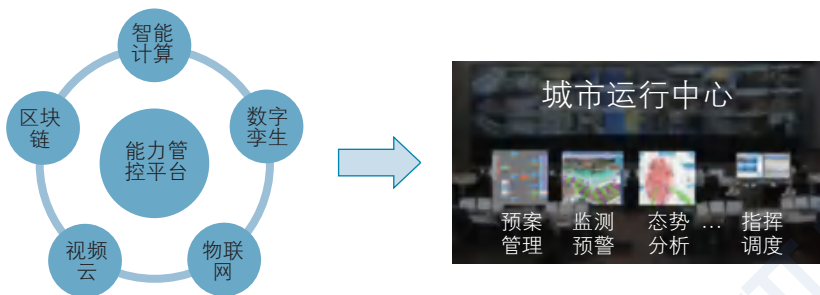 智能
计算
区块
链
数字
孪生
能力管
控平台
视频
云
物联
网
城市运行中心
预案
管理
监测
预警
态势
分析
...
指挥
调度